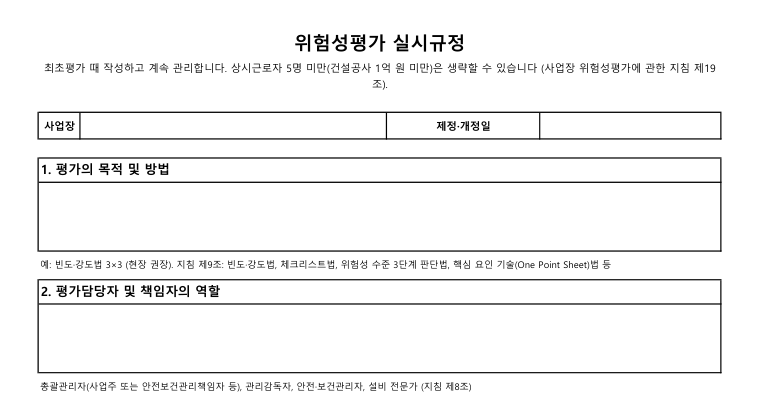 위험성평가 실시규정
최초평가 때 작성하고 계속 관리합니다. 상시근로자 5명 미만(건설공사 1억 원 미만)은 생략할 수 있습니다 (사업장 위험성평가에 관한 지침 제19
조).
사업장 제정·개정일
1. 평가의 목적 및 방법
예: 빈도·강도법 3×3 (현장 권장). 지침 제9조: 빈도·강도법, 체크리스트법, 위험성 수준 3단계 판단법, 핵심 요인 기술(One Point Sheet)법 등
2. 평가담당자 및 책임자의 역할
총괄관리자(사업주 또는 안전보건관리책임자 등), 관리감독자, 안전·보건관리자, 설비 전문가 (지침 제8조)